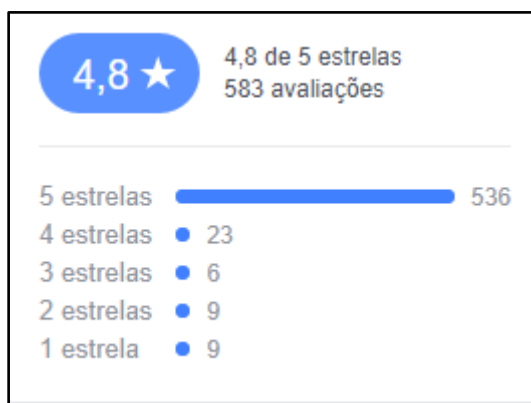 4,8 ★
4,8 de 5 estrelas
583 avaliações
5 estrelas 536
4 estrelas 23
3 estrelas 6
2 estrelas 9
1 estrela 9